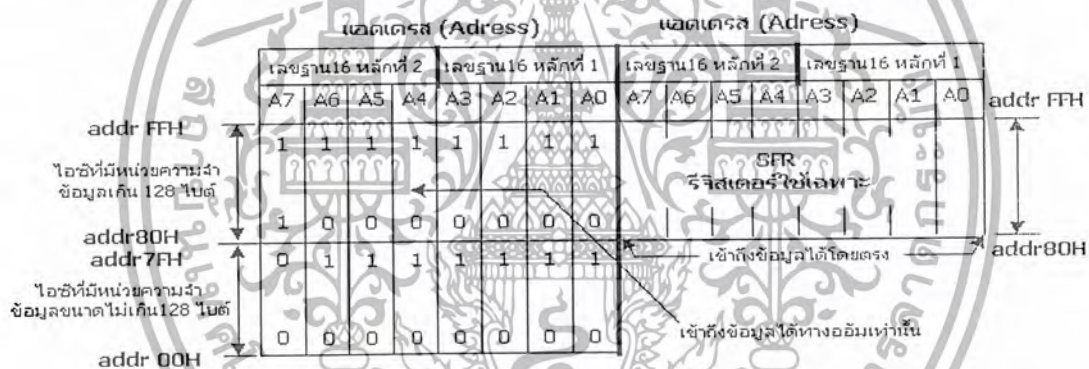 แอดเดรส (Adress) แอดเดรส (Adress)
เลขฐาน16 หลักที่ 2 เลขฐาน16 หลักที่ 1 เลขฐาน16 หลักที่ 2 เลขฐาน16 หลักที่ 1
A7 A6 A5 A4 A3 A2 A1 A0 A7 A6 A5 A4 A3 A2 A1 A0 addr FFH
addr FFH
1 1 1 1 1 1 1 1
SFR
ไอซีที่มีหน่วยความจำ
ข้อมูลเกิน 128 ไบต์
รีจิสเตอร์ใช้เฉพาะ
1 0 0 0 0 0 0 0
addr80H
addr7FH
0 1 1 1 1 1 1 1
เข้าถึงข้อมูลได้โดยตรง
addr80H
ไอซีที่มีหน่วยความจำ
ข้อมูลขนาดไม่เกิน128 ไบต์
เข้าถึงข้อมูลได้ทางออัมเท่านั้น
0 0 0 0 0 0 0 0
addr 00H